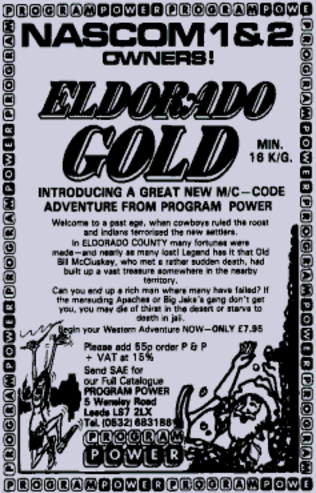 PROGRAM POWER PROGRAM POWER
NASCOM 1 & 2
OWNERS!
ELDORADO
GOLD
MIN.
16 K/G.
INTRODUCING A GREAT NEW M/C—CODE
ADVENTURE FROM PROGRAM POWER
Welcome to a past age, when cowboys ruled the roost
and indians terrorised the new settlers.
In ELDORADO COUNTY many fortunes were
made—and nearly as many lost! Legend has it that Old
Bill McCluskey, who met a rather sudden death, had
built up a vast treasure somewhere in the nearby
territory.
Can you end up a rich man where many have failed? If
the marauding Apaches or Big Jake's gang don't get
you, you may die of thirst in the desert or starve to
death in jail.
Begin your Western Adventure NOW—ONLY £7.95
Please add 55p order P & P
+ VAT at 15%
Send SAE for
our Full Catalogue
PROGRAM POWER
5 Wensley Road
Leeds LS7 2LX
Tel. (0532) 683186
PROGRAM
POWER